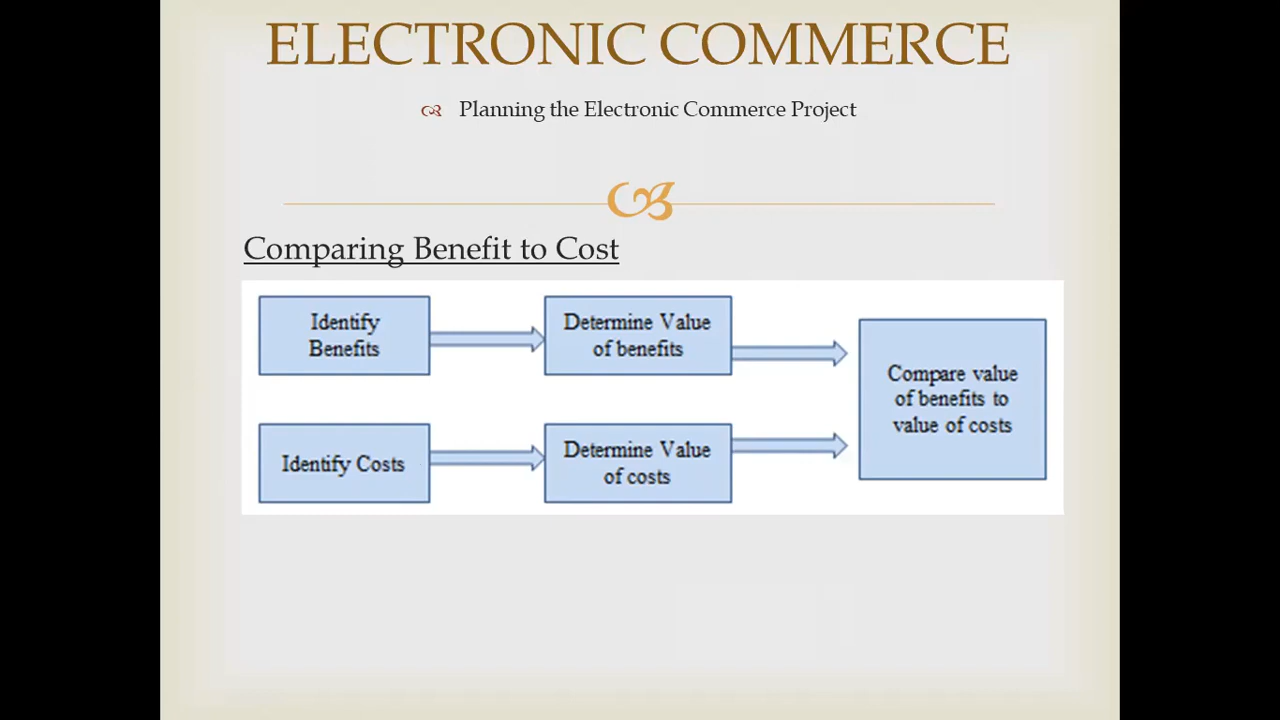 ELECTRONIC COMMERCE
Planning the Electronic Commerce Project
Comparing Benefit to Cost
Identify
Benefits
Determine Value
of benefits
Identify Costs
Determine Value
of costs
Compare value
of benefits to
value of costs